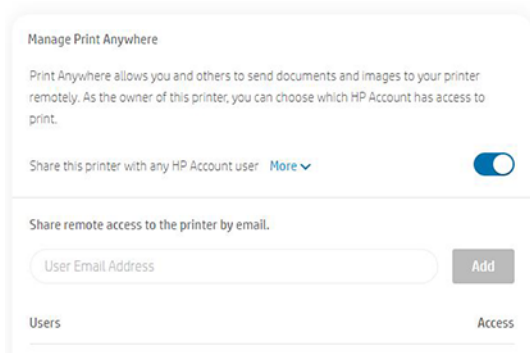 Manage Print Anywhere
Print Anywhere allows you and others to send documents and images to your printer
remotely. As the owner of this printer, you can choose which HP Account has access to
print.
Share this printer with any HP Account user More
Share remote access to the printer by email.
User Email Address Add
Users Access